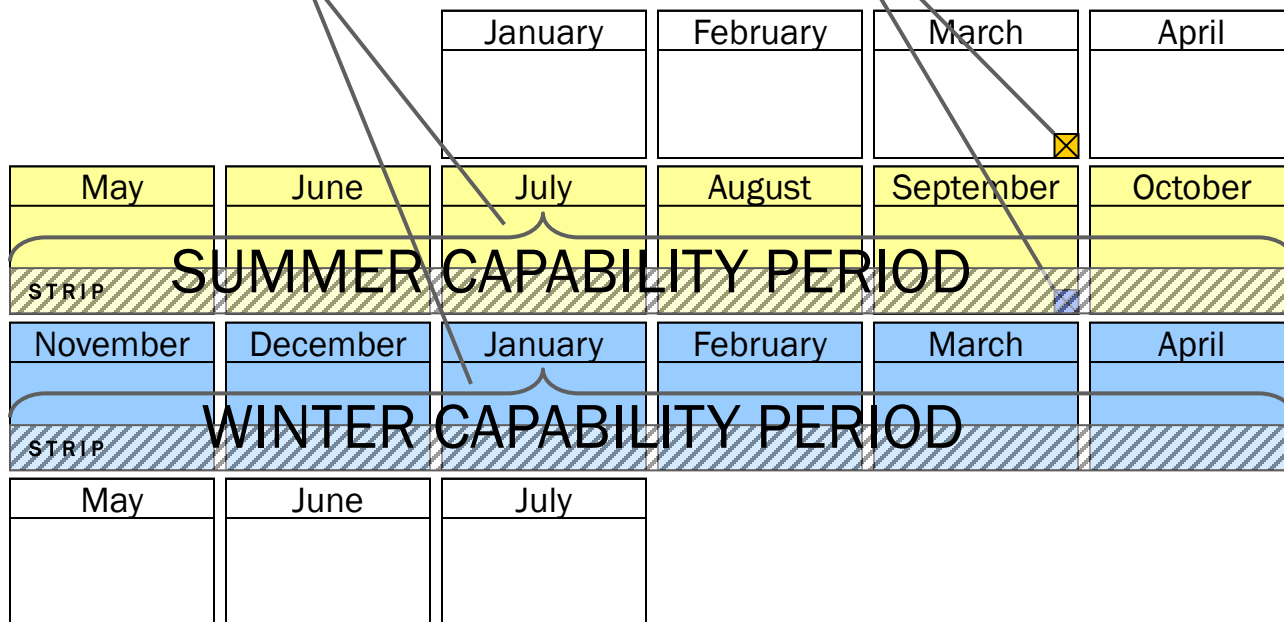 January February March April
May June July August September October
SUMMER CAPABILITY PERIOD
STRIP
November December January February March April
WINTER CAPABILITY PERIOD
STRIP
May June July